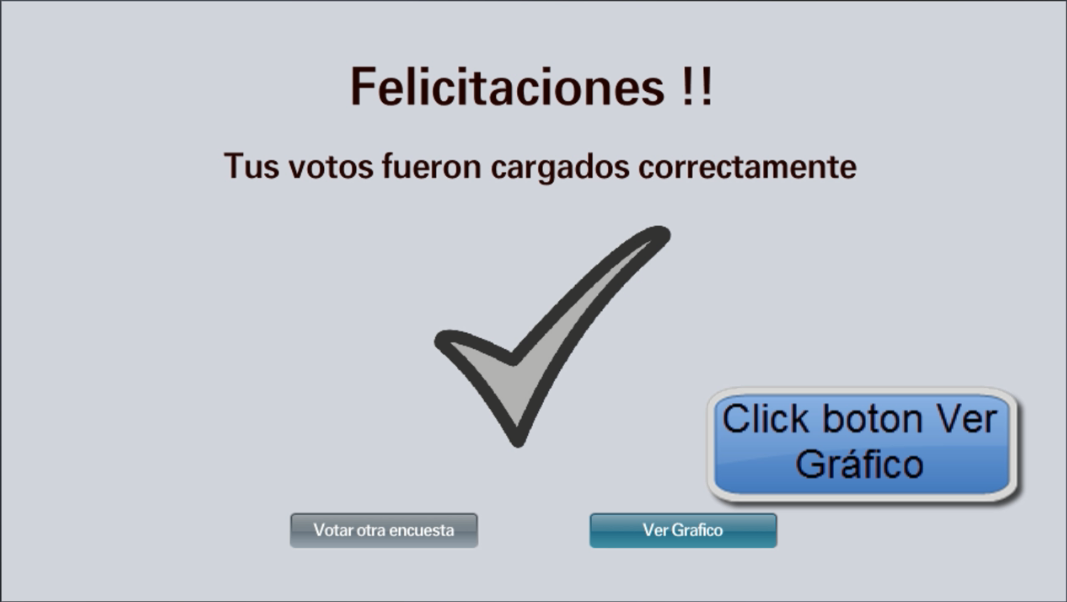 Felicitaciones !!
Tus votos fueron cargados correctamente
Click boton Ver
Gráfico
Votar otra encuesta
Ver Grafico